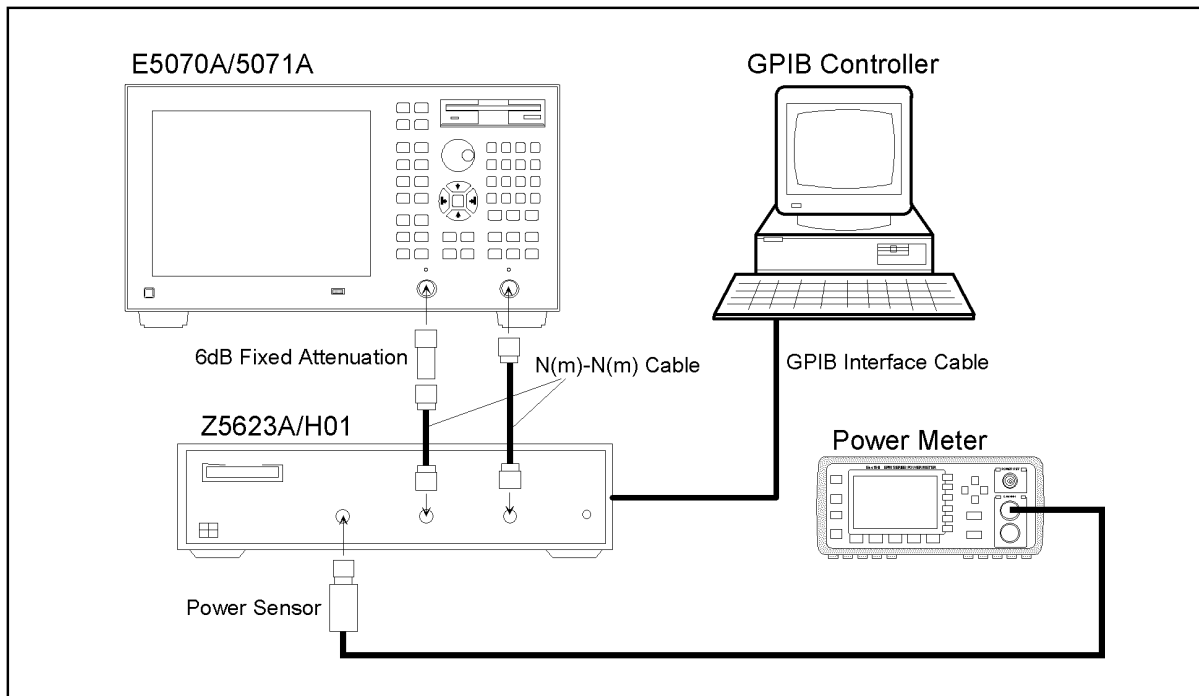 E5070A/5071A
GPIB Controller
6dB Fixed Attenuation
N(m)-N(m) Cable
GPIB Interface Cable
Z5623A/H01
Power Meter
Power Sensor